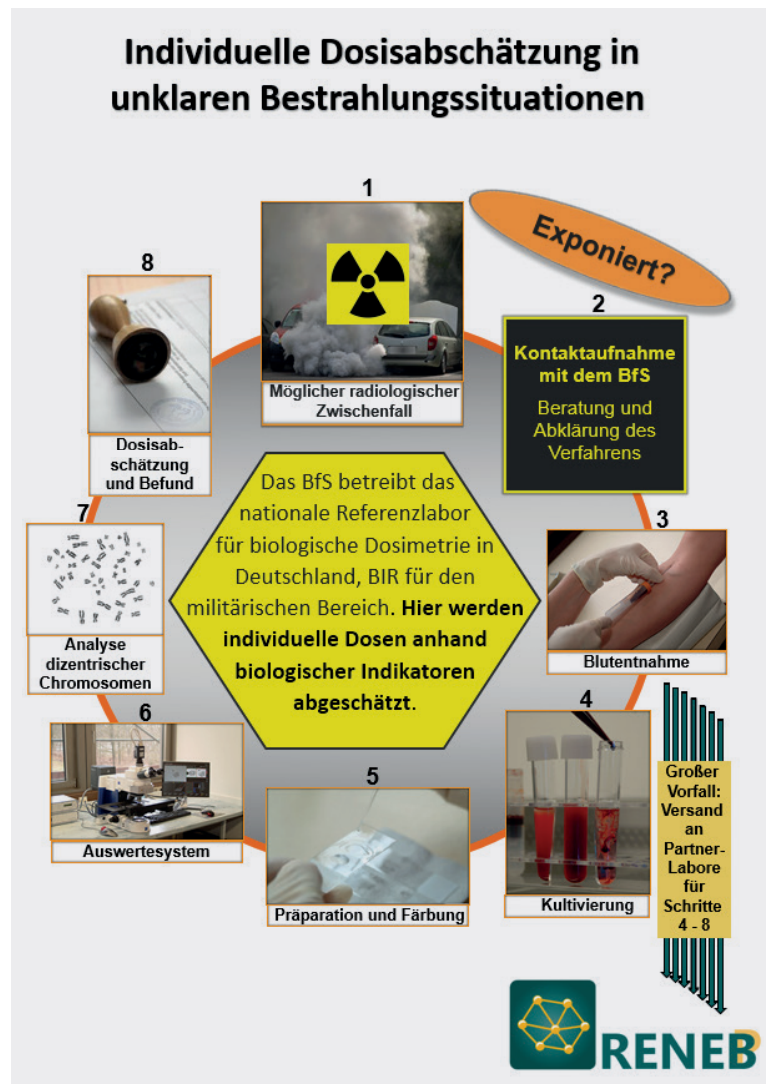 Individuelle Dosisabschätzung in
unklaren Bestrahlungssituationen
1
Möglicher radiologischer
Zwischenfall
Exponiert?
2
Kontaktaufnahme
mit dem BfS
Beratung und
Abklärung des
Verfahrens
3
Blutentnahme
4
Kultivierung
Großer
Vorfall:
Versand
an
Partner-
Labore
für
Schritte
4 - 8
5
Präparation und Färbung
6
Auswertesystem
7
Analyse
dizentrischer
Chromosomen
8
Dosisab-
schätzung
und Befund
Das BfS betreibt das
nationale Referenzlabor
für biologische Dosimetrie in
Deutschland, BIR für den
militärischen Bereich. Hier werden
individuelle Dosen anhand
biologischer Indikatoren
abgeschätzt.
RENEB